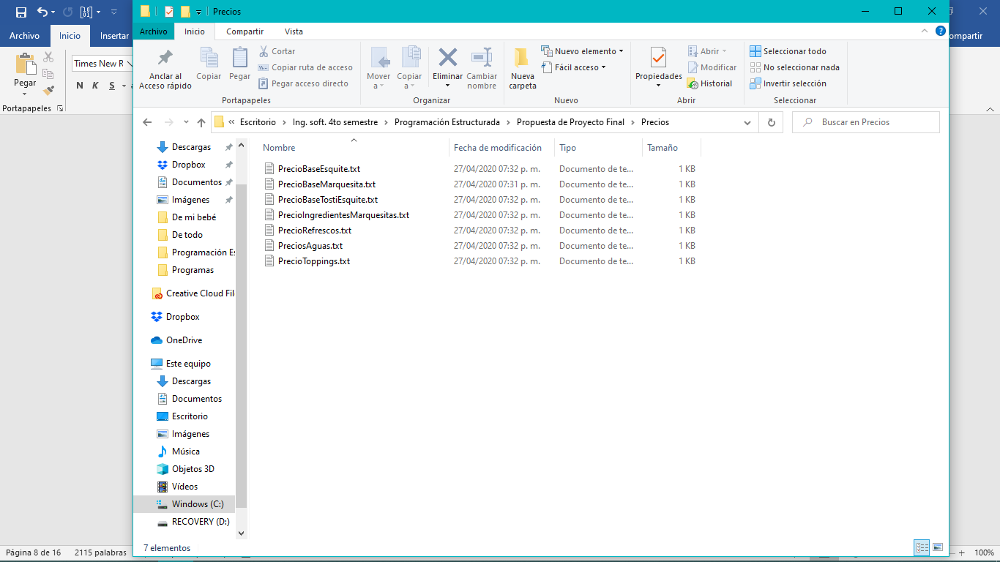 Precios
Archivo Inicio Insertar
Archivo Inicio Compartir Vista
ompartir
Pegar
Portapapeles
Times New R
N K S
Anclar al
Acceso rápido
Copiar
Pegar
Cortar
Copiar ruta de acceso
Pegar acceso directo
Portapapeles
Mover
a
Copiar
a
Eliminar
Cambiar
nombre
Organizar
Nueva
carpeta
Nuevo elemento
Fácil acceso
Nuevo
Propiedades
Abrir
Modificar
Historial
Abrir
Seleccionar todo
No seleccionar nada
Invertir selección
Seleccionar
« Escritorio > Ing. soft. 4to semestre > Programación Estructurada > Propuesta de Proyecto Final > Precios
Buscar en Precios
Descargas
Dropbox
Documentos
Imágenes
De mi bebé
De todo
Programación Es
Programas
Creative Cloud Fil
Dropbox
OneDrive
Este equipo
Descargas
Documentos
Escritorio
Imágenes
Música
Objetos 3D
Vídeos
Windows (C:)
RECOVERY (D:)
Nombre Fecha de modificación Tipo Tamaño
PrecioBaseEsquite.txt 27/04/2020 07:32 p. m. Documento de te... 1 KB
PrecioBaseMarquesita.txt 27/04/2020 07:31 p. m. Documento de te... 1 KB
PrecioBaseTostiEsquite.txt 27/04/2020 07:32 p. m. Documento de te... 1 KB
PrecioIngredientesMarquesitas.txt 27/04/2020 07:32 p. m. Documento de te... 1 KB
PrecioRefrescos.txt 27/04/2020 07:32 p. m. Documento de te... 1 KB
PreciosAguas.txt 27/04/2020 07:32 p. m. Documento de te... 1 KB
PrecioToppings.txt 27/04/2020 07:32 p. m. Documento de te... 1 KB
7 elementos
Página 8 de 16 2115 palabras
100%